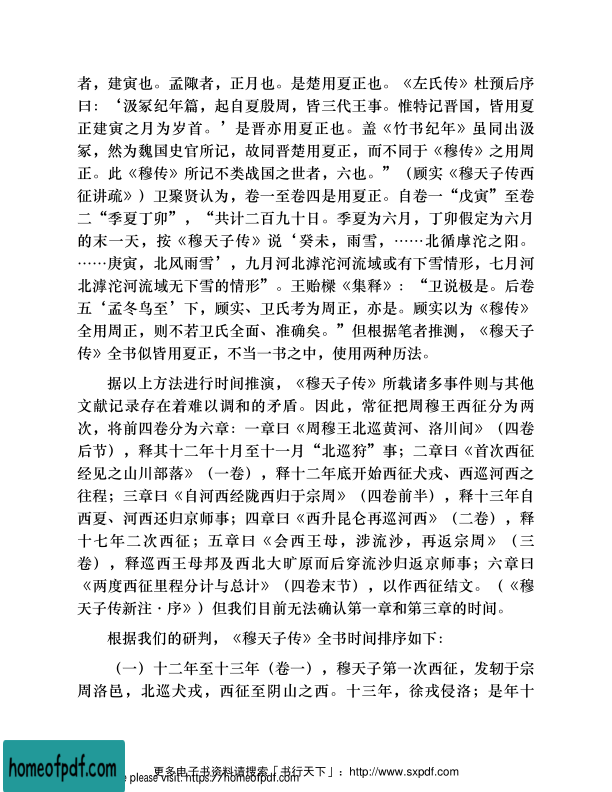 者，建寅也。孟陬者，正月也。是楚用夏正也。《左氏传》杜预后序
曰：‘汲冢纪年篇，起自夏殷周，皆三代王事。惟特记晋国，皆用夏
正建寅之月为岁首。’是晋亦用夏正也。盖《竹书纪年》虽同出汲
冢，然为魏国史官所记，故同晋楚用夏正，而不同于《穆传》之用周
正。此《穆传》所记不类战国之世者，六也。”（顾实《穆天子传西
征讲疏》）卫聚贤认为，卷一至卷四是用夏正。自卷一“戊寅”至卷
二“季夏丁卯”，“共计二百九十日。季夏为六月，丁卯假定为六月
的末一天，按《穆天子传》说‘癸未，雨雪，……北循虖沱之阳。
……庚寅，北风雨雪’，九月河北滹沱河流域或有下雪情形，七月河
北滹沱河流域无下雪的情形”。王贻樑《集释》：“卫说极是。后卷
五‘孟冬鸟至’下，顾实、卫氏考为周正，亦是。顾实以为《穆传》
全用周正，则不若卫氏全面、准确矣。”但根据笔者推测，《穆天子
传》全书似皆用夏正，不当一书之中，使用两种历法。
据以上方法进行时间推演，《穆天子传》所载诸多事件则与其他
文献记录存在着难以调和的矛盾。因此，常征把周穆王西征分为两
次，将前四卷分为六章：一章曰《周穆王北巡黄河、洛川间》（四卷
后节），释其十二年十月至十一月“北巡狩”事；二章曰《首次西征
经见之山川部落》（一卷），释十二年底开始西征犬戎、西巡河西之
往程；三章曰《自河西经陇西归于宗周》（四卷前半），释十三年自
西夏、河西还归京师事；四章曰《西升昆仑再巡河西》（二卷），释
十七年二次西征；五章曰《会西王母，涉流沙，再返宗周》（三
卷），释巡西王母邦及西北大旷原而后穿流沙归返京师事；六章曰
《两度西征里程分计与总计》（四卷末节），以作西征结文。（《穆
天子传新注·序》）但我们目前无法确认第一章和第三章的时间。
根据我们的研判，《穆天子传》全书时间排序如下：
（一）十二年至十三年（卷一），穆天子第一次西征，发轫于宗
周洛邑，北巡犬戎，西征至阴山之西。十三年，徐戎侵洛；是年十
更多电子书资料请搜索「书行天下」：http://www.sxpdf.com
homeofpdf.com
e please visit: https://homeofpdf.com